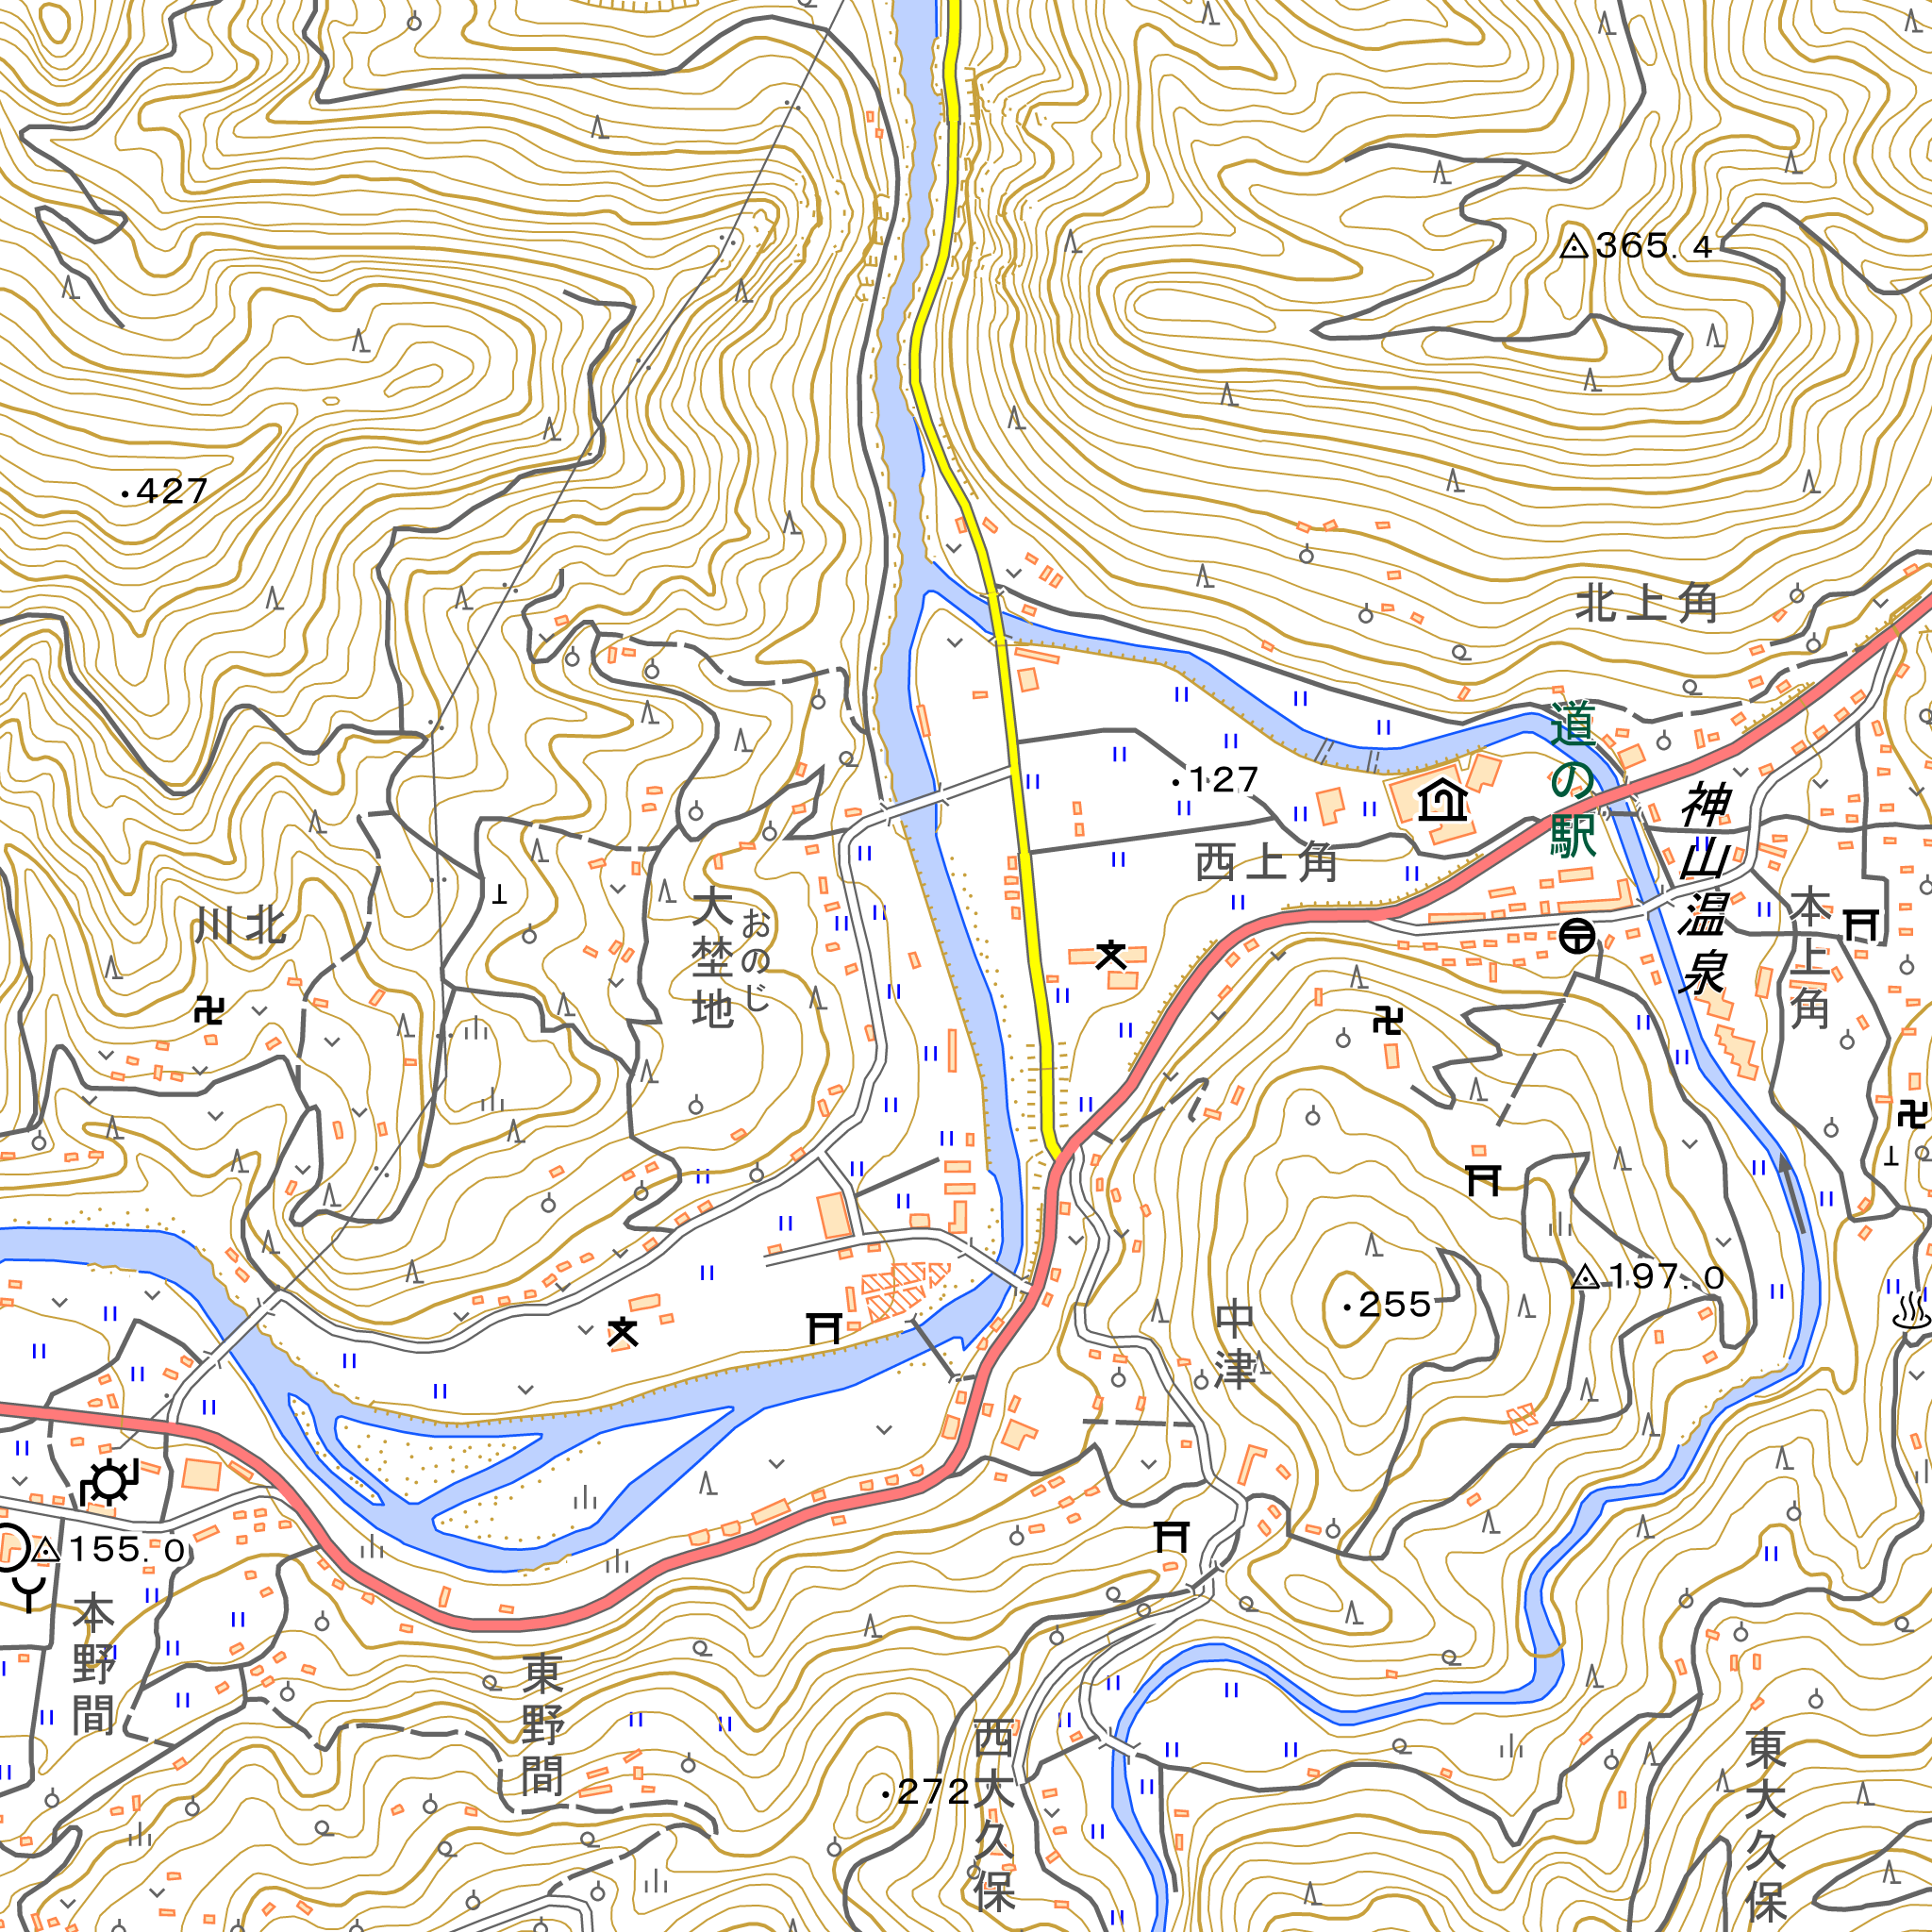 365.4
427
北上角
道の駅
127
神山温泉
西上角
川北
大埜地
おのじ
本上角
197.0
255
中津
155.0
本野間
東野間
西大久保
272
東大久保